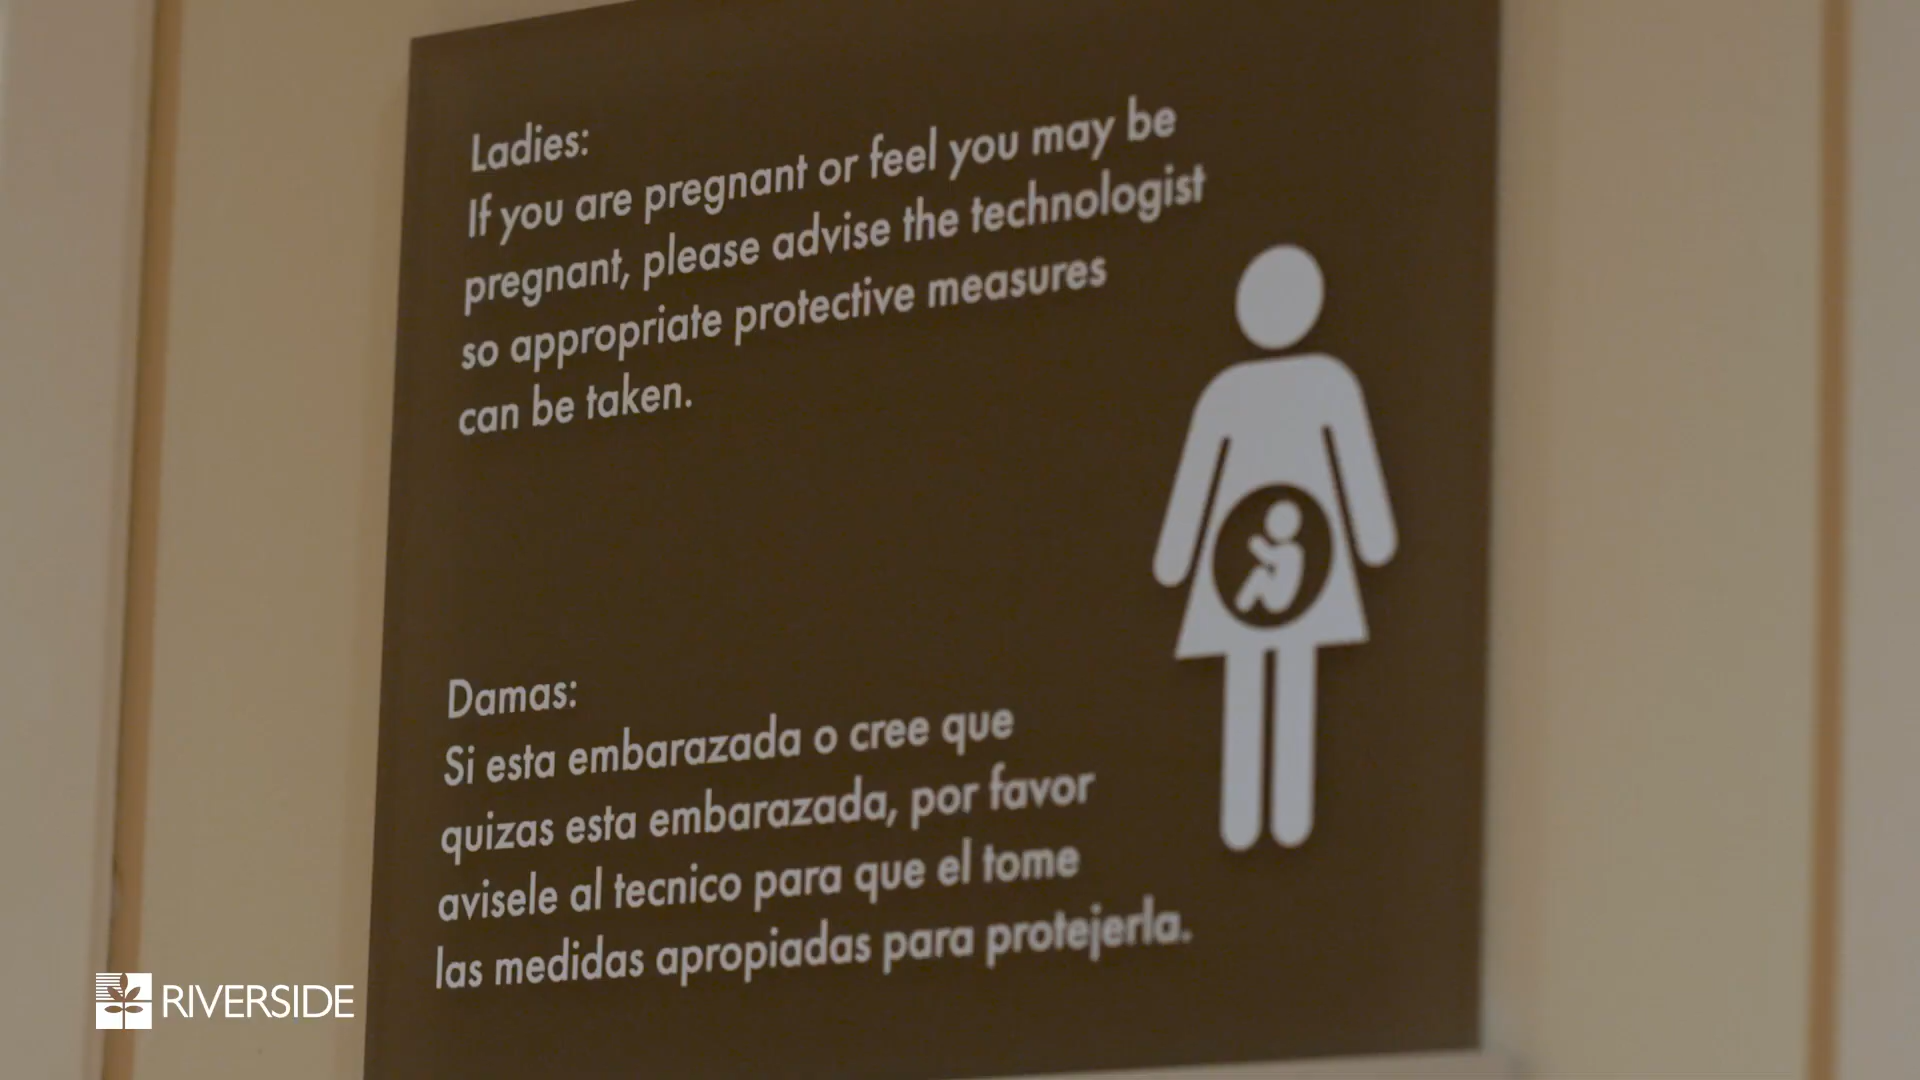 Ladies:
If you are pregnant or feel you may be
pregnant, please advise the technologist
so appropriate protective measures
can be taken.
Damas:
Si esta embarazada o cree que
quizas esta embarazada, por favor
avisele al tecnico para que el tome
las medidas apropiadas para protejerla.
RIVERSIDE